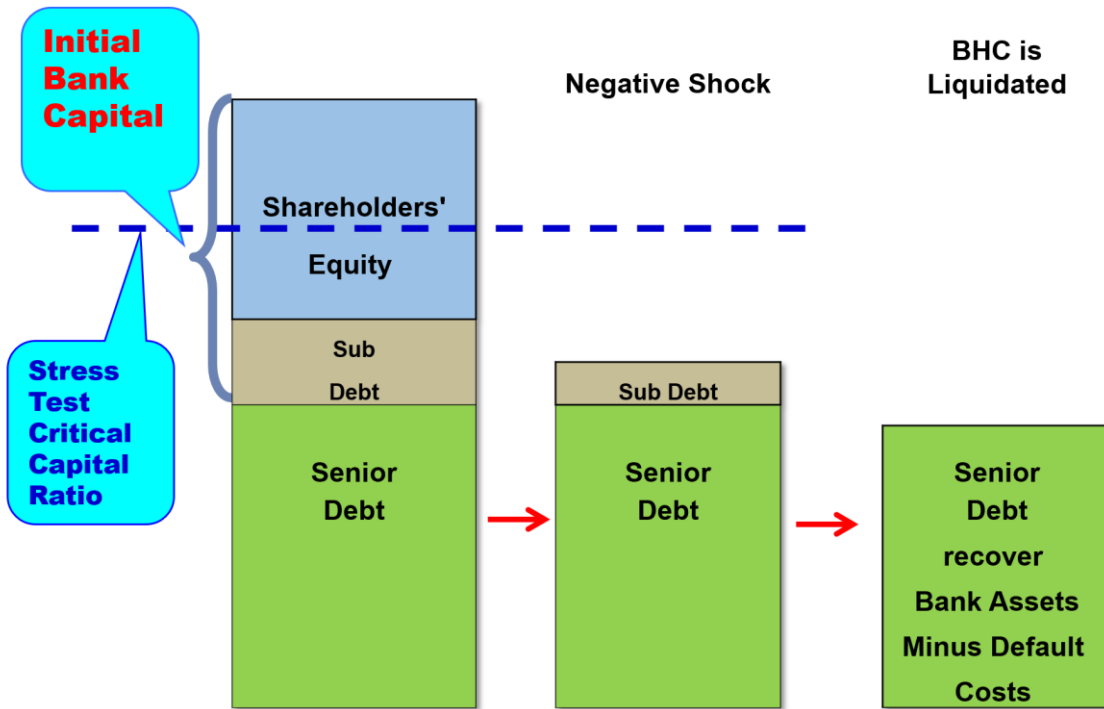 Initial
Bank
Capital
Negative Shock
BHC is
Liquidated
Shareholders'
Equity
Stress
Test
Critical
Capital
Ratio
Sub
Debt
Senior
Debt
Sub Debt
Senior
Debt
Senior
Debt
recover
Bank Assets
Minus Default
Costs